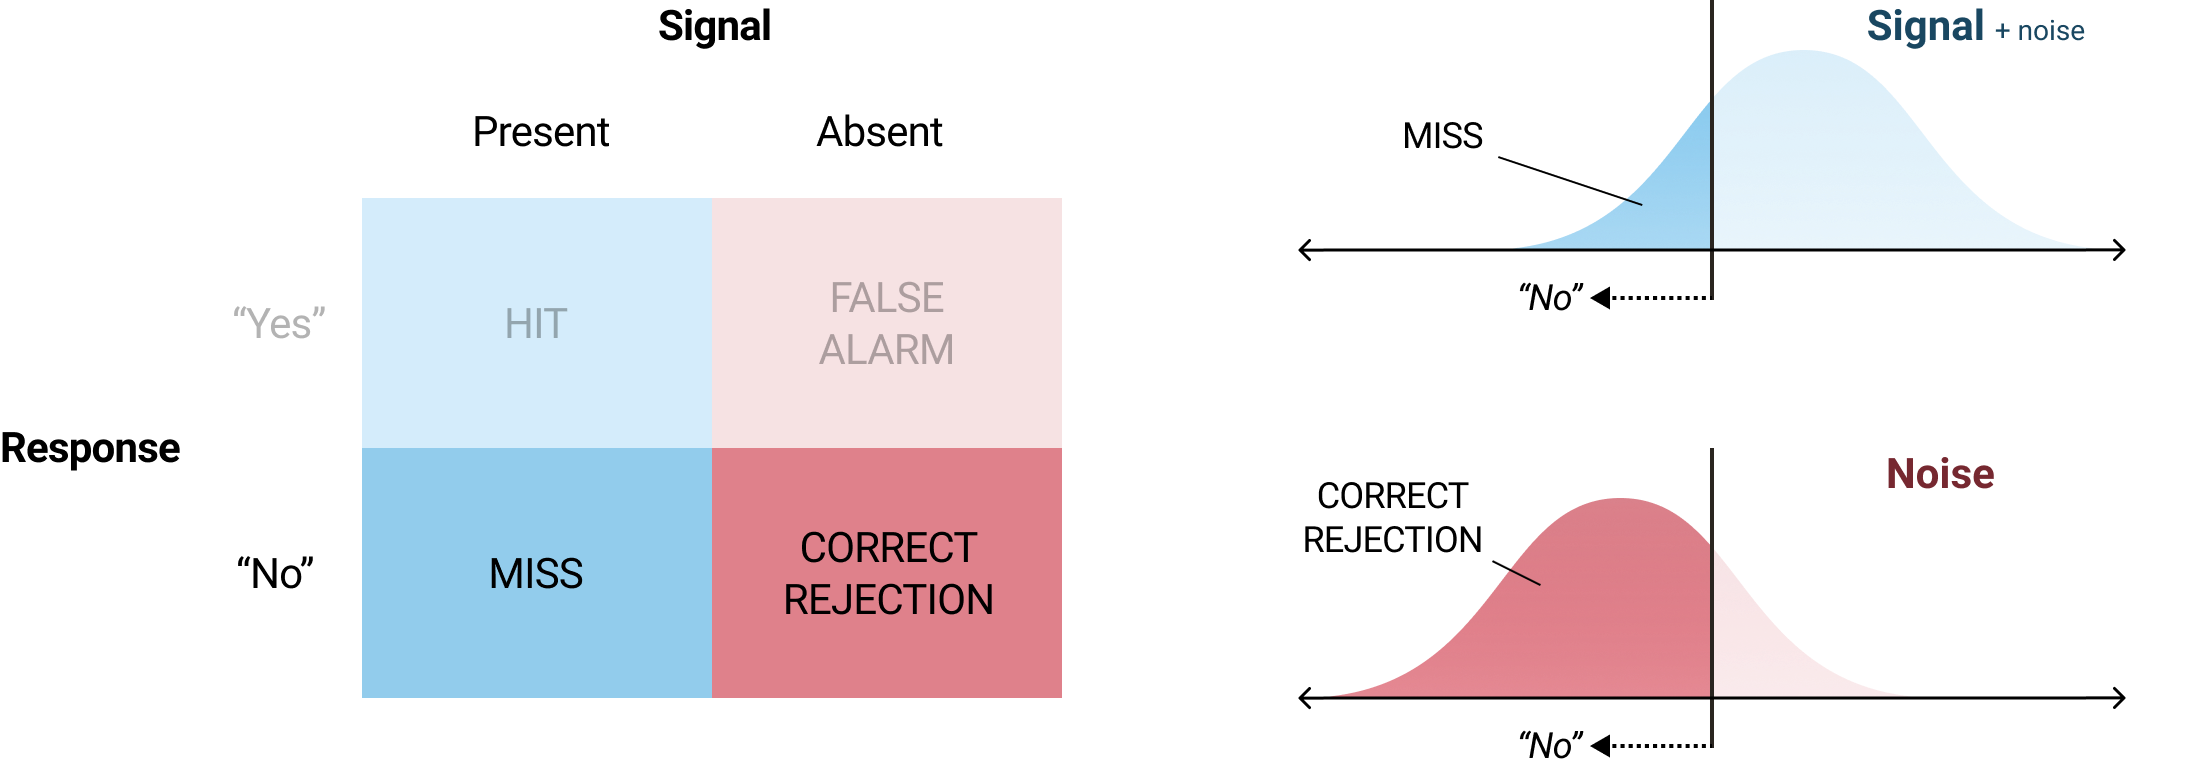 Signal
Present
Absent
“Yes”
HIT
FALSE
ALARM
Response
“No”
MISS
CORRECT
REJECTION
Signal + noise
MISS
“No”
Noise
CORRECT
REJECTION
“No”